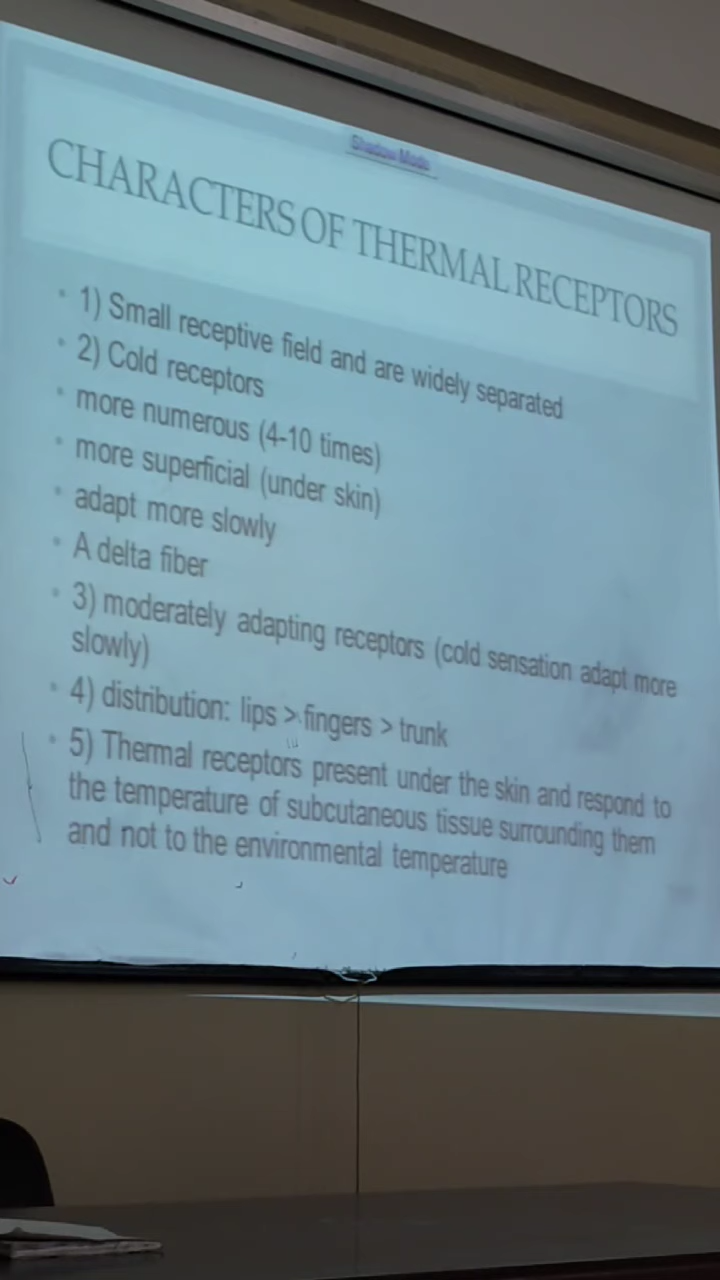 Shadow Mode
CHARACTERS OF THERMAL RECEPTORS
• 1) Small receptive field and are widely separated
• 2) Cold receptors
• more numerous (4-10 times)
• more superficial (under skin)
• adapt more slowly
• A delta fiber
• 3) moderately adapting receptors (cold sensation adapt more
slowly)
• 4) distribution: lips > fingers > trunk
• 5) Thermal receptors present under the skin and respond to
the temperature of subcutaneous tissue surrounding them
and not to the environmental temperature